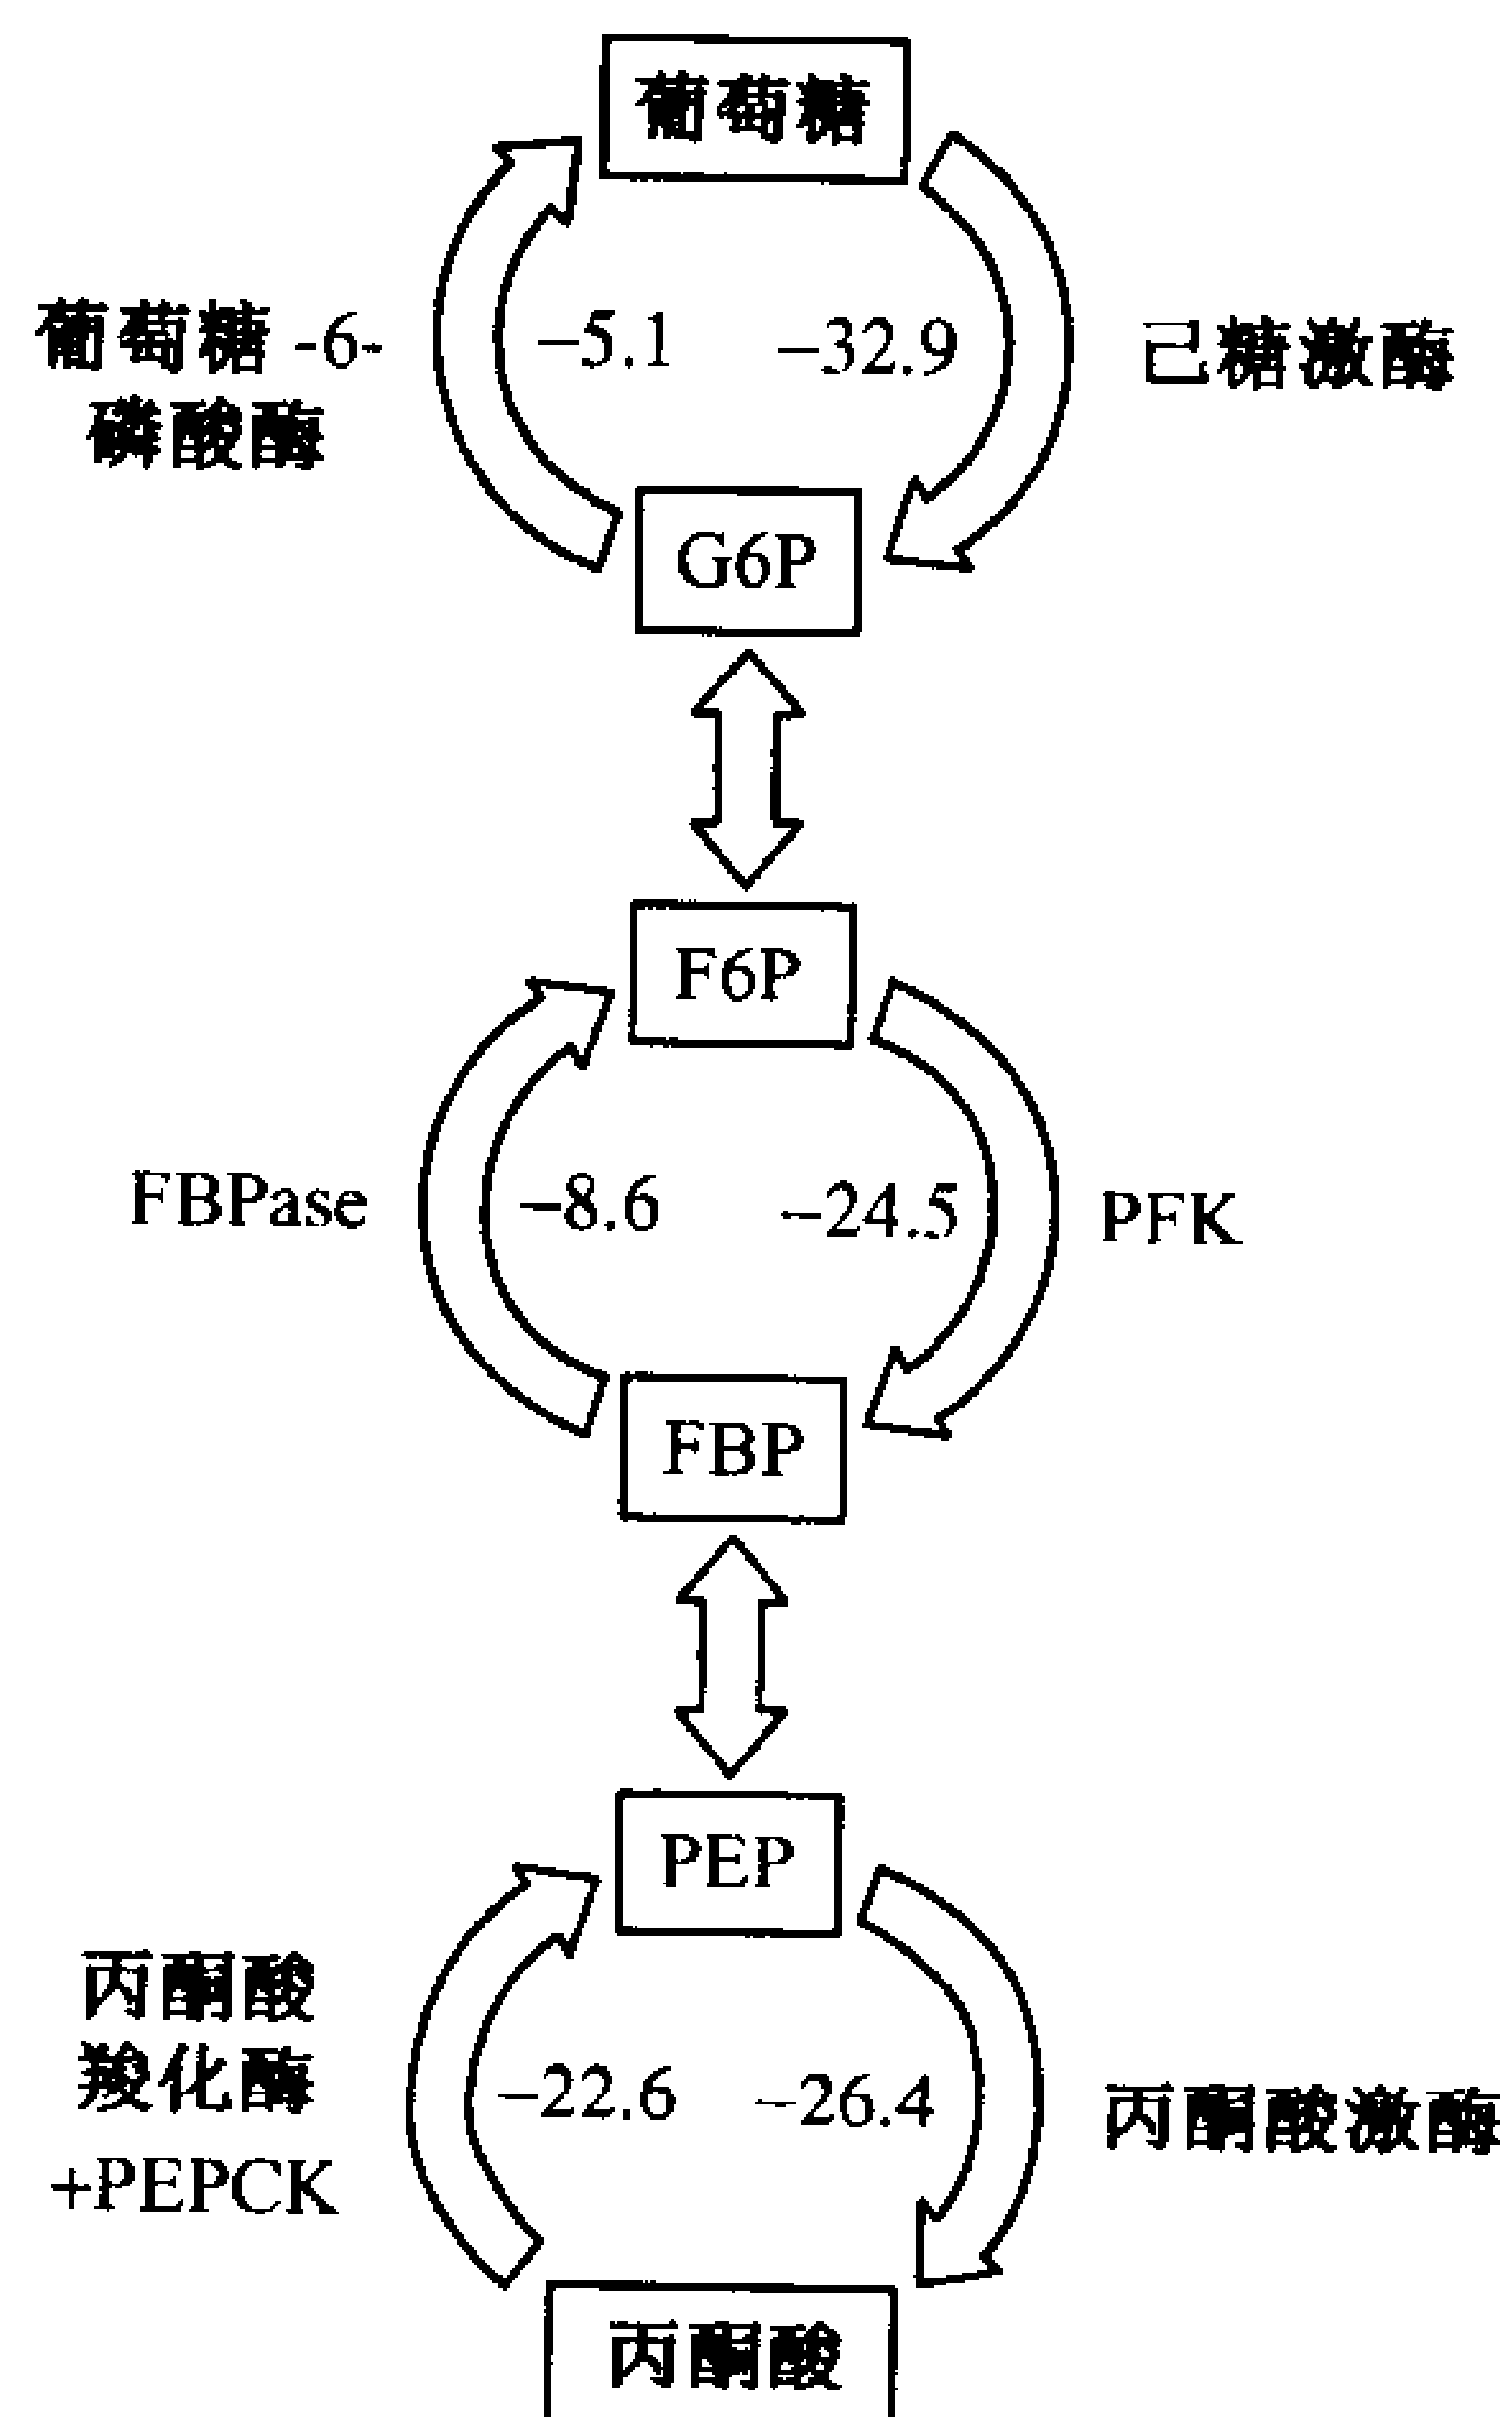 葡萄糖
葡萄糖 -6-
磷酸酶
−5.1
−32.9
己糖激酶
G6P
F6P
FBPase
−8.6
−24.5
PFK
FBP
PEP
丙酮酸
羧化酶
+PEPCK
−22.6
−26.4
丙酮酸激酶
丙酮酸